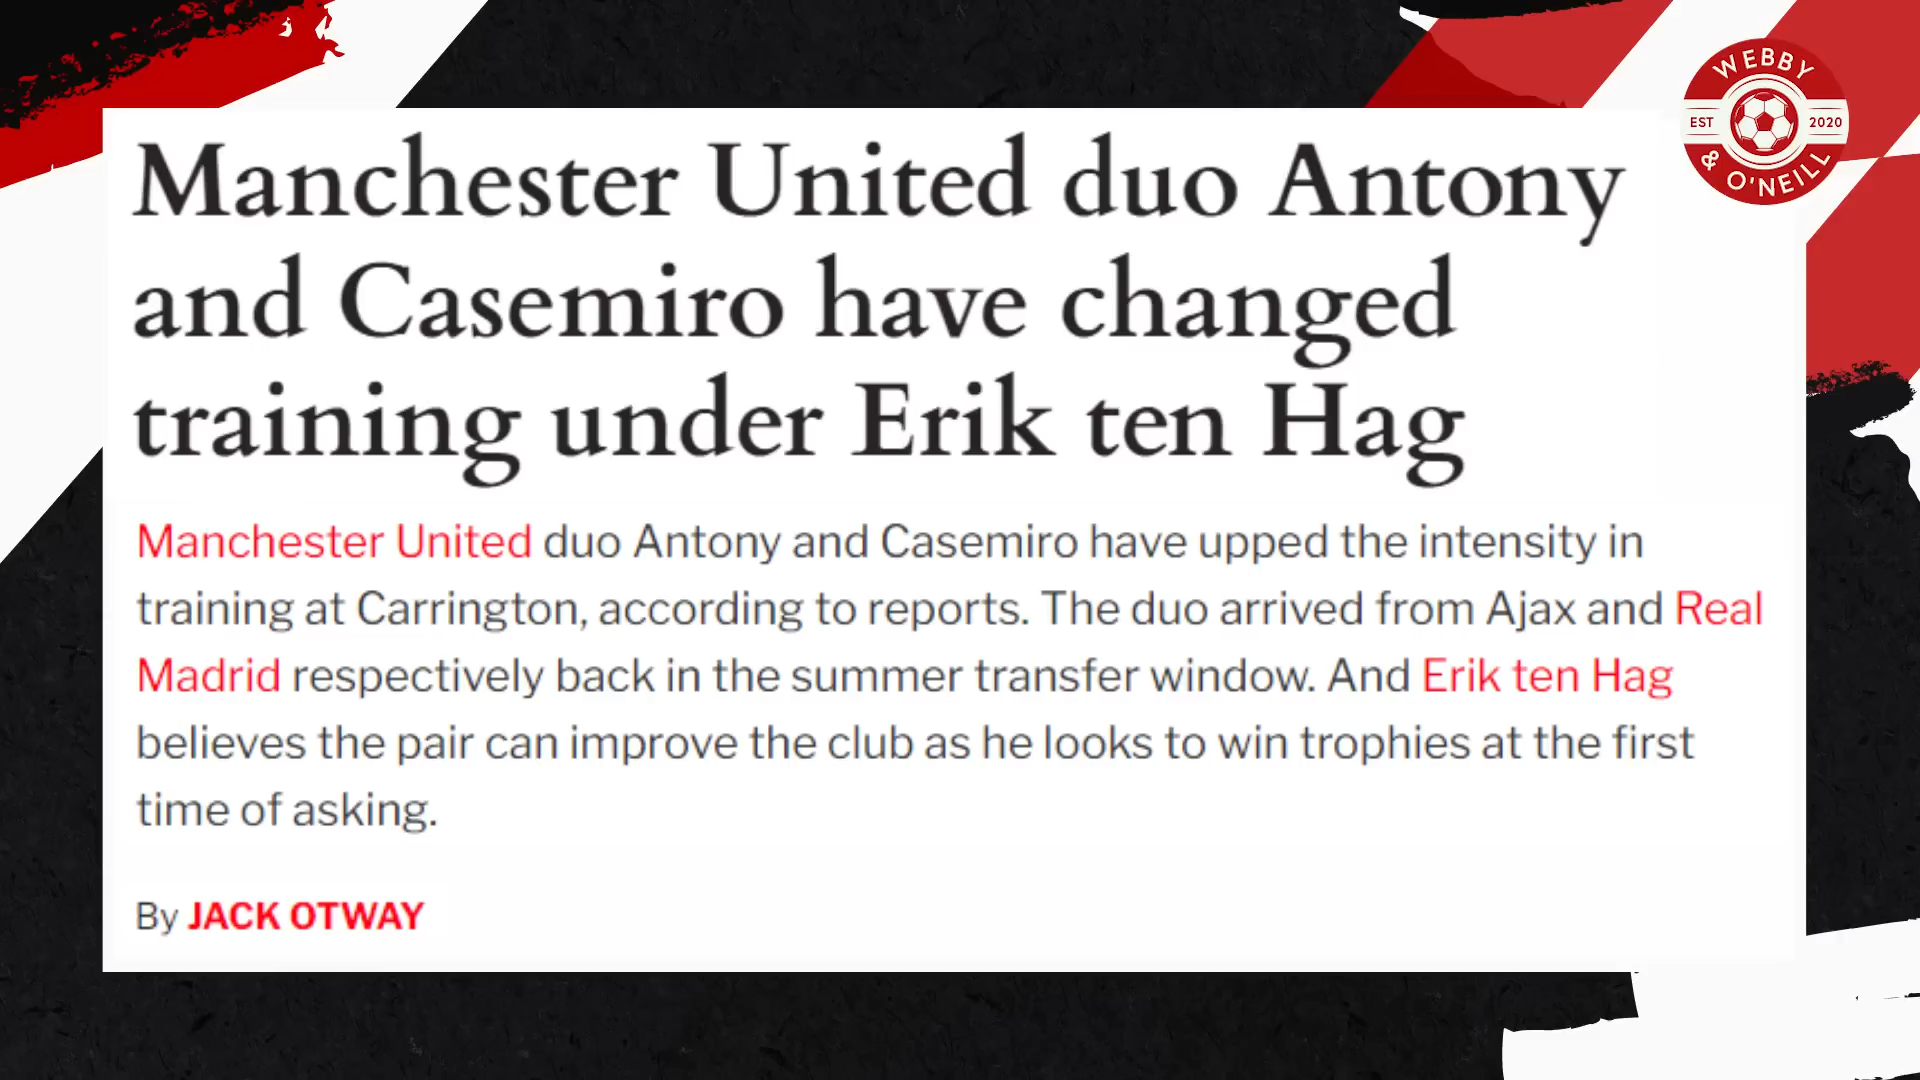 WEBBY
EST 2020
& O'NEILL
Manchester United duo Antony
and Casemiro have changed
training under Erik ten Hag
Manchester United duo Antony and Casemiro have upped the intensity in
training at Carrington, according to reports. The duo arrived from Ajax and Real
Madrid respectively back in the summer transfer window. And Erik ten Hag
believes the pair can improve the club as he looks to win trophies at the first
time of asking.
By JACK OTWAY